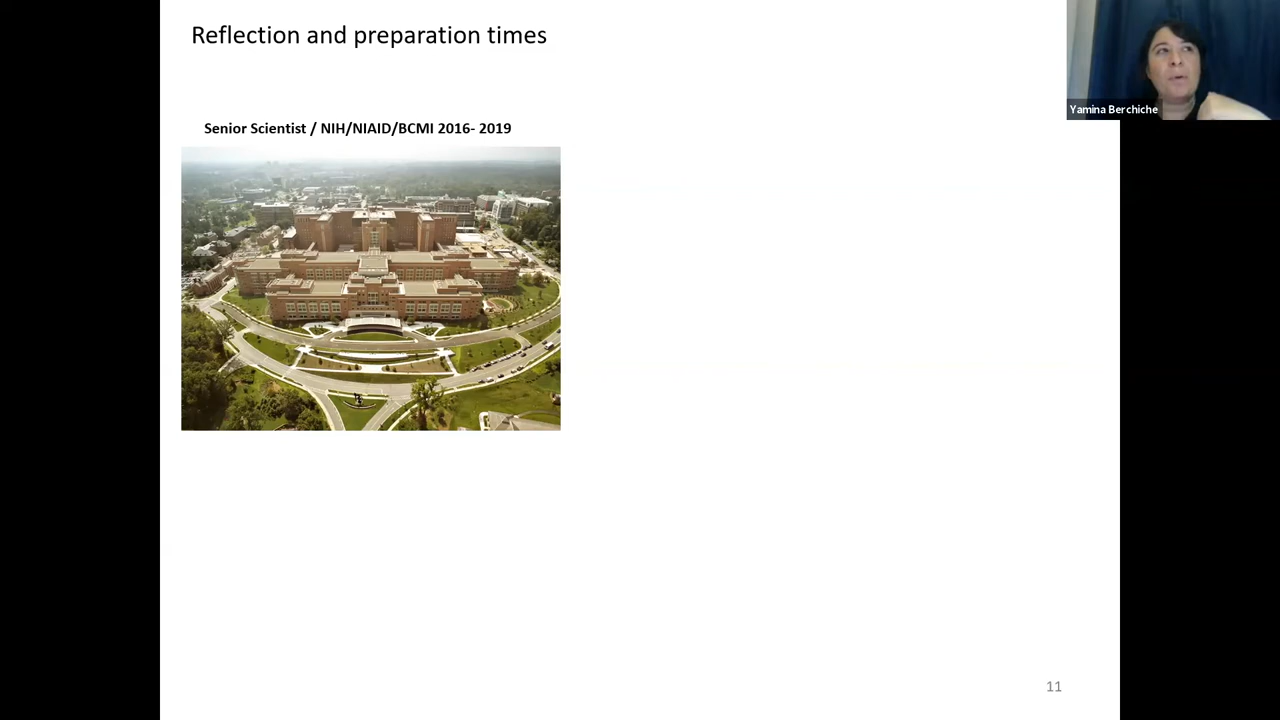 Reflection and preparation times
Yamina Berchiche
Senior Scientist / NIH/NIAID/BCMI 2016- 2019
11